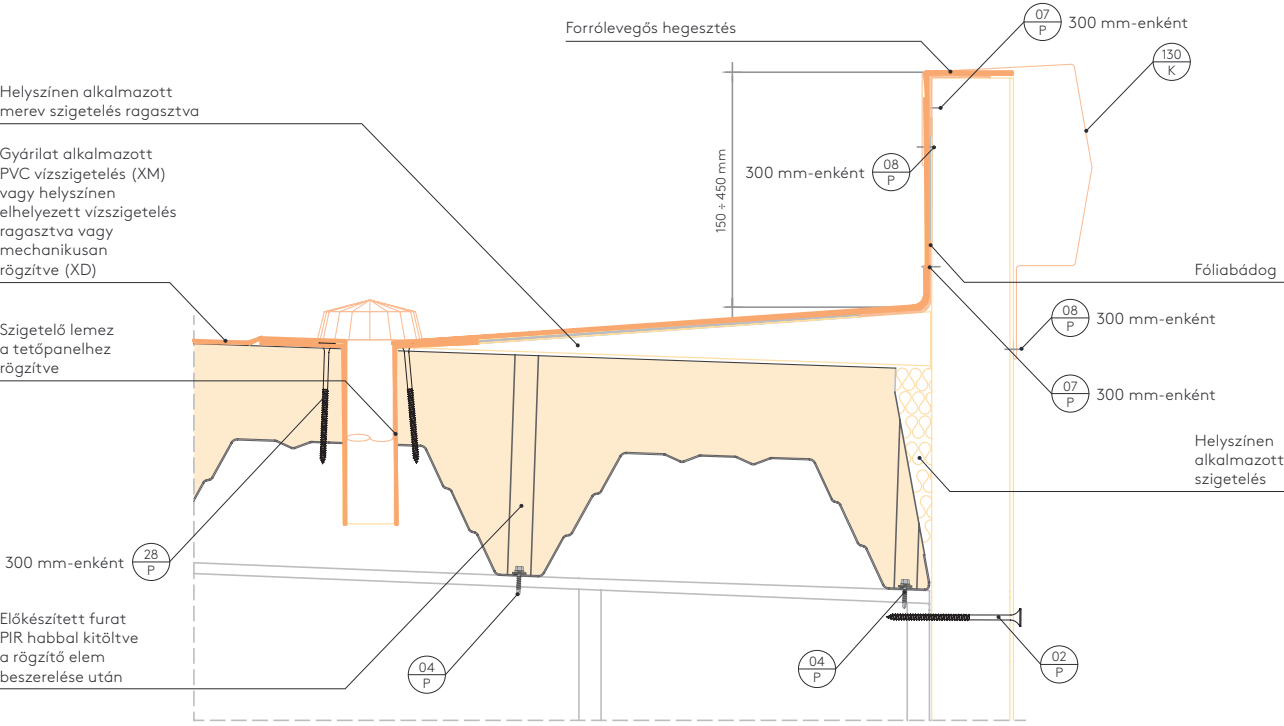 Forrólevegős hegesztés
07
P
300 mm-enként
130
K
Helyszínen alkalmazott
merev szigetelés ragasztva
Gyárilat alkalmazott
PVC vízszigetelés (XM)
vagy helyszínen
elhelyezett vízszigetelés
ragasztva vagy
mechanikusan
rögzítve (XD)
150 ÷ 450 mm
300 mm-enként
08
P
Fóliabádog
Szigetelő lemez
a tetőpanelhez
rögzítve
08
P
300 mm-enként
07
P
300 mm-enként
Helyszínen
alkalmazott
szigetelés
300 mm-enként
28
P
Előkészített furat
PIR habbal kitöltve
a rögzítő elem
beszerelése után
04
P
04
P
02
P